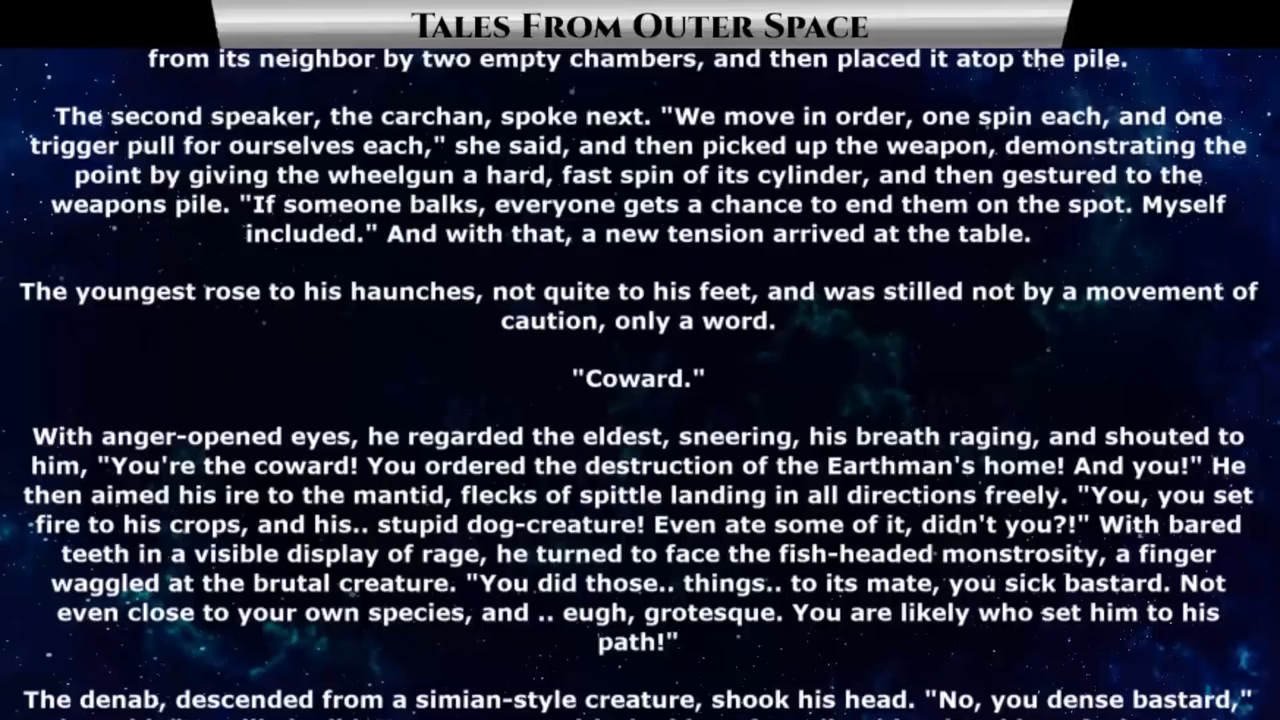 Tales From Outer Space
from its neighbor by two empty chambers, and then placed it atop the pile.
The second speaker, the carchan, spoke next. "We move in order, one spin each, and one
trigger pull for ourselves each," she said, and then picked up the weapon, demonstrating the
point by giving the wheelgun a hard, fast spin of its cylinder, and then gestured to the
weapons pile. "If someone balks, everyone gets a chance to end them on the spot. Myself
included." And with that, a new tension arrived at the table.
The youngest rose to his haunches, not quite to his feet, and was stilled not by a movement of
caution, only a word.
"Coward."
With anger-opened eyes, he regarded the eldest, sneering, his breath raging, and shouted to
him, "You're the coward! You ordered the destruction of the Earthman's home! And you!" He
then aimed his ire to the mantid, flecks of spittle landing in all directions freely. "You, you set
fire to his crops, and his.. stupid dog-creature! Even ate some of it, didn't you?!" With bared
teeth in a visible display of rage, he turned to face the fish-headed monstrosity, a finger
waggled at the brutal creature. "You did those.. things.. to its mate, you sick bastard. Not
even close to your own species, and .. eugh, grotesque. You are likely who set him to his
path!"
The denab, descended from a simian-style creature, shook his head. "No, you dense bastard,"